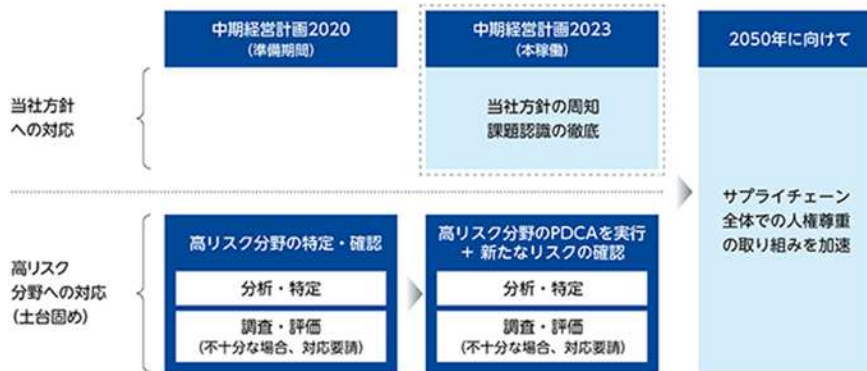 中期経営計画2020
(準備期間)
中期経営計画2023
(本稼働)
2050年に向けて
当社方針
への対応
当社方針の周知
課題認識の徹底
サプライチェーン
全体での人権尊重
の取り組みを加速
高リスク
分野への対応
(土台固め)
高リスク分野の特定・確認
分析・特定
調査・評価
(不十分な場合、対応要請)
高リスク分野のPDCAを実行
+ 新たなリスクの確認
分析・特定
調査・評価
(不十分な場合、対応要請)